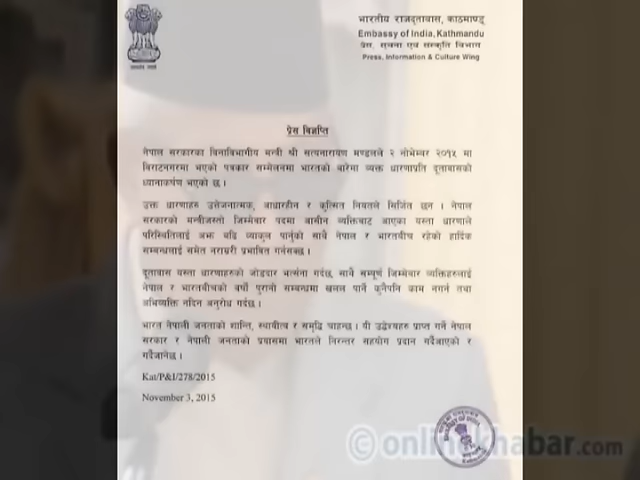 भारतीय राजदूतावास, काठमाण्डू
Embassy of India, Kathmandu
प्रेस, सूचना एवं संस्कृति विभाग
Press, Information & Culture Wing
प्रेस विज्ञप्ति
नेपाल सरकारका विनाविभागीय मन्त्री श्री सत्यनारायण मण्डलले २ नोभेम्बर २०१५ मा
विराटनगरमा भएको पत्रकार सम्मेलनमा भारतको बारेमा व्यक्त धारणाप्रति दूतावासको
ध्यानाकर्षण भएको छ ।
उक्त धारणाहरु उत्तेजनात्मक, आधारहीन र कुत्सित नियतले सिर्जित छन । नेपाल
सरकारको मन्त्रीजस्तो जिम्मेवार पदमा आसीन व्यक्तिबाट आएका यस्ता धारणाले
परिस्थितिलाई अझ बढि व्याकुल पार्नुको साथै नेपाल र भारतबीच रहेको हार्दिक
सम्बन्धलाई समेत नराम्ररी प्रभावित गर्नसक्छ ।
दूतावास यस्ता धारणाहरुको जोडदार भर्त्सना गर्दछ, साथै सम्पूर्ण जिम्मेवार व्यक्तिहरुलाई
नेपाल र भारतबीचको वर्षौं पुरानो सम्बन्धमा खलल पार्ने कुनैपनि काम नगर्न तथा
अभिव्यक्ति नदिन अनुरोध गर्दछ ।
भारत नेपाली जनताको शान्ति, स्थायीत्व र समृद्धि चाहन्छ । यी उद्धेश्यहरु प्राप्त गर्ने नेपाल
सरकार र नेपाली जनताको प्रयासमा भारतले निरन्तर सहयोग प्रदान गर्दैआएको र
गर्दैजानेछ ।
Kat/P&I/278/2015
November 3, 2015
© onlinekhabar.com